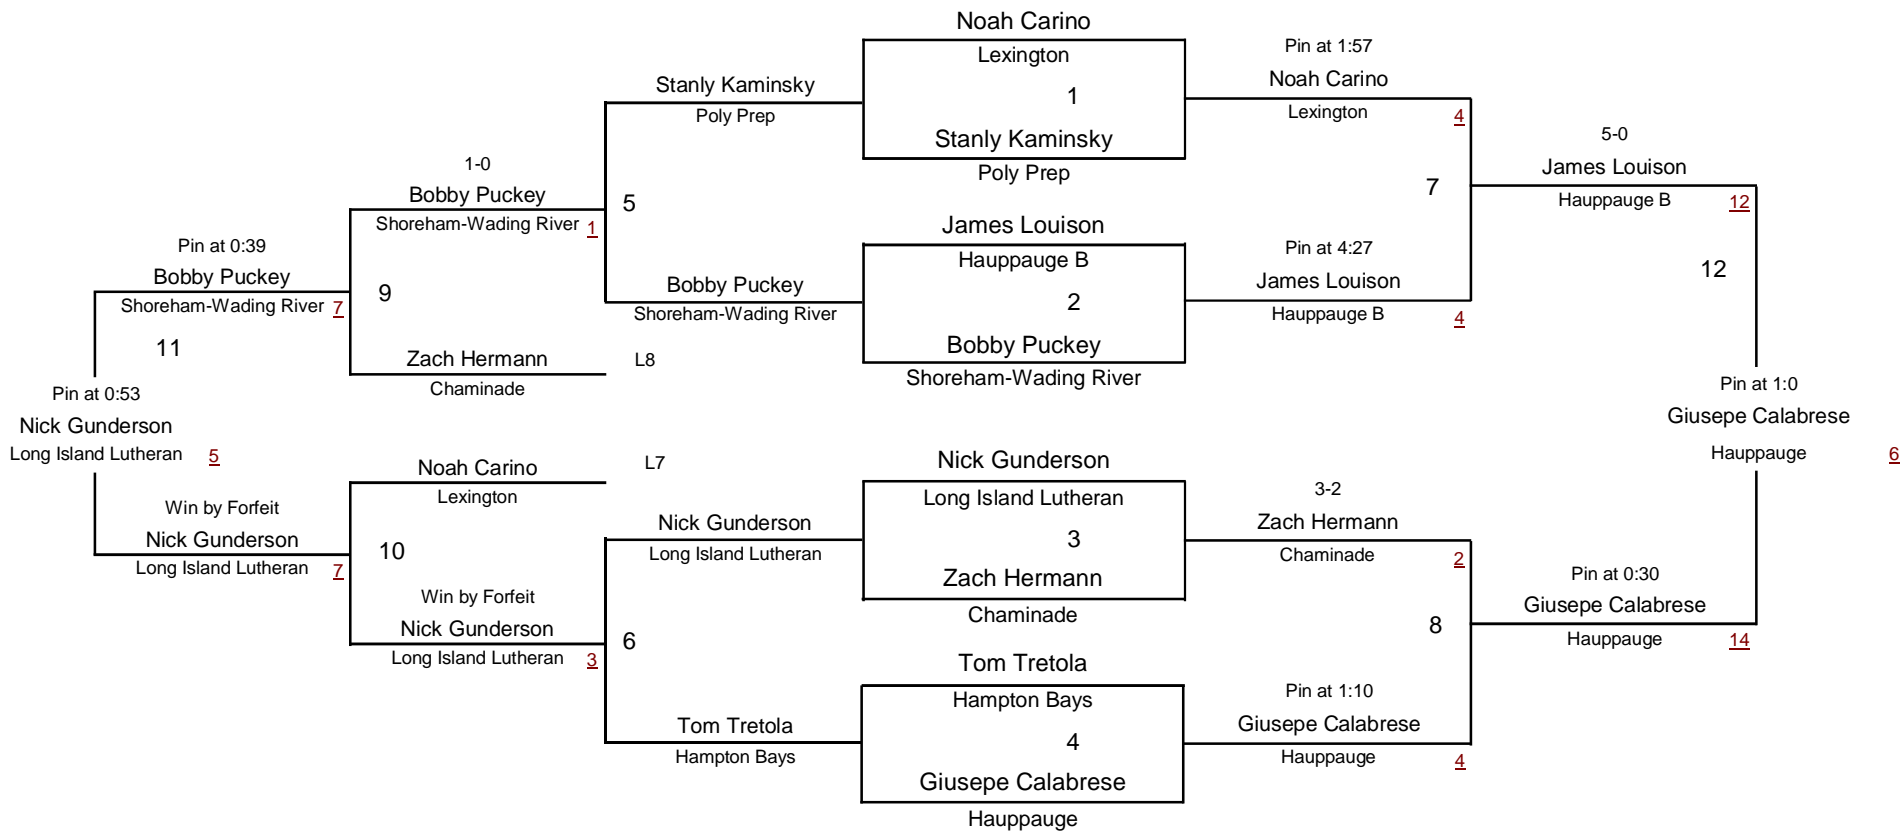 Noah Carino
Lexington
1
Stanly Kaminsky
Poly Prep
James Louison
Hauppauge B
2
Bobby Puckey
Shoreham-Wading River
Nick Gunderson
Long Island Lutheran
3
Zach Hermann
Chaminade
Tom Tretola
Hampton Bays
4
Giusepe Calabrese
Hauppauge
Pin at 1:57
Noah Carino
Lexington
4
7
Pin at 4:27
James Louison
Hauppauge B
4
3-2
Zach Hermann
Chaminade
2
8
Pin at 1:10
Giusepe Calabrese
Hauppauge
4
5-0
James Louison
Hauppauge B
12
12
Pin at 0:30
Giusepe Calabrese
Hauppauge
14
Pin at 1:0
Giusepe Calabrese
Hauppauge
6
Stanly Kaminsky
Poly Prep
5
Bobby Puckey
Shoreham-Wading River
Nick Gunderson
Long Island Lutheran
6
Tom Tretola
Hampton Bays
1-0
Bobby Puckey
Shoreham-Wading River
1
9
Zach Hermann
L8
Chaminade
Noah Carino
L7
Lexington
10
Win by Forfeit
Nick Gunderson
Long Island Lutheran
3
Pin at 0:39
Bobby Puckey
Shoreham-Wading River
7
11
Win by Forfeit
Nick Gunderson
Long Island Lutheran
7
Pin at 0:53
Nick Gunderson
Long Island Lutheran
5